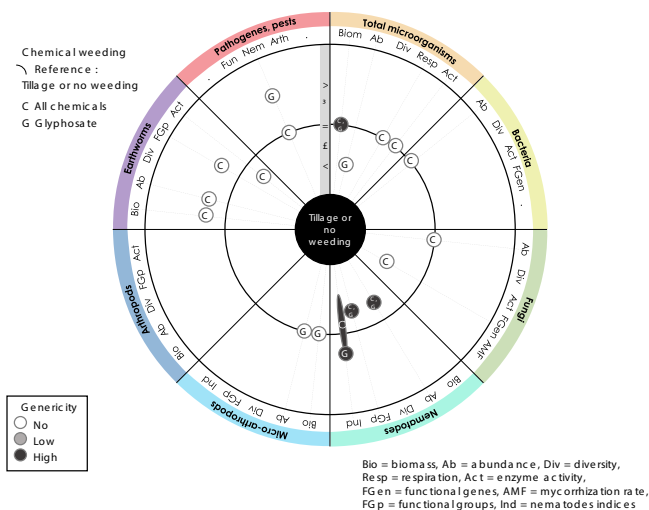 Chemical weeding
Reference :
Tillage or no weeding
C All chemicals
G Glyphosate
Pathogenes, pests
. Fun Nem Arth .
Total microorganisms
Biom Ab Div Resp Act
Bacteria
Ab Div Act FGen .
Fungi
Ab Div Act FGen AMF
Nematodes
Bio Ab Div FGp Ind
Micro-arthropods
Bio Ab Div FGp Ind
Arthropods
Bio Ab Div FGp Act
Earthworms
Bio Ab Div FGp Act
>
³
=
£
<
G
C
C
C
C
G
C
C
C
C
C
C
C
G
G
G
Tillage or
no
weeding
Genericity
No
Low
High
Bio = biomass, Ab = abundance, Div = diversity,
Resp = respiration, Act = enzyme activity,
FGen = functional genes, AMF = mycorrhization rate,
FGp = functional groups, Ind = nematodes indices